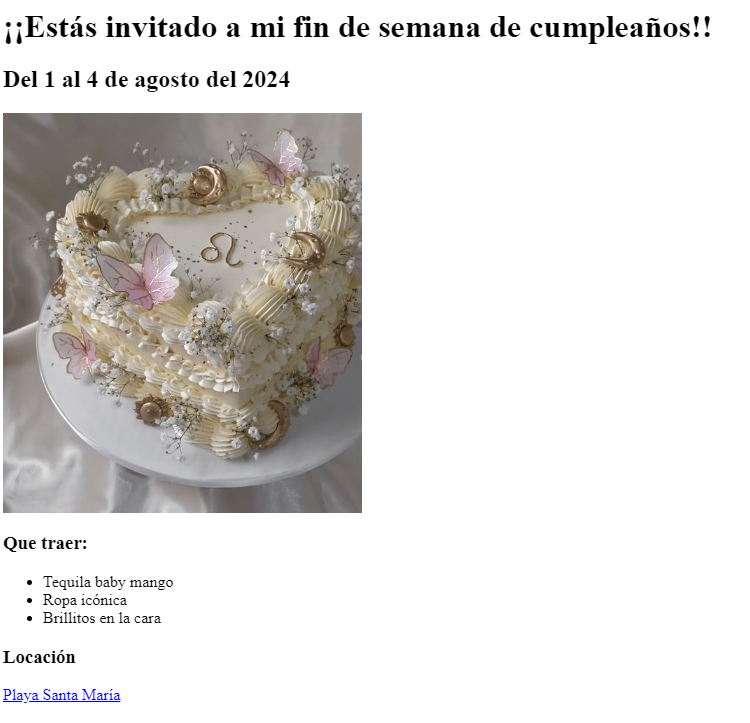 ¡¡Estás invitado a mi fin de semana de cumpleaños!!
Del 1 al 4 de agosto del 2024
♌
Que traer:
Tequila baby mango
Ropa icónica
Brillitos en la cara
Locación
Playa Santa María